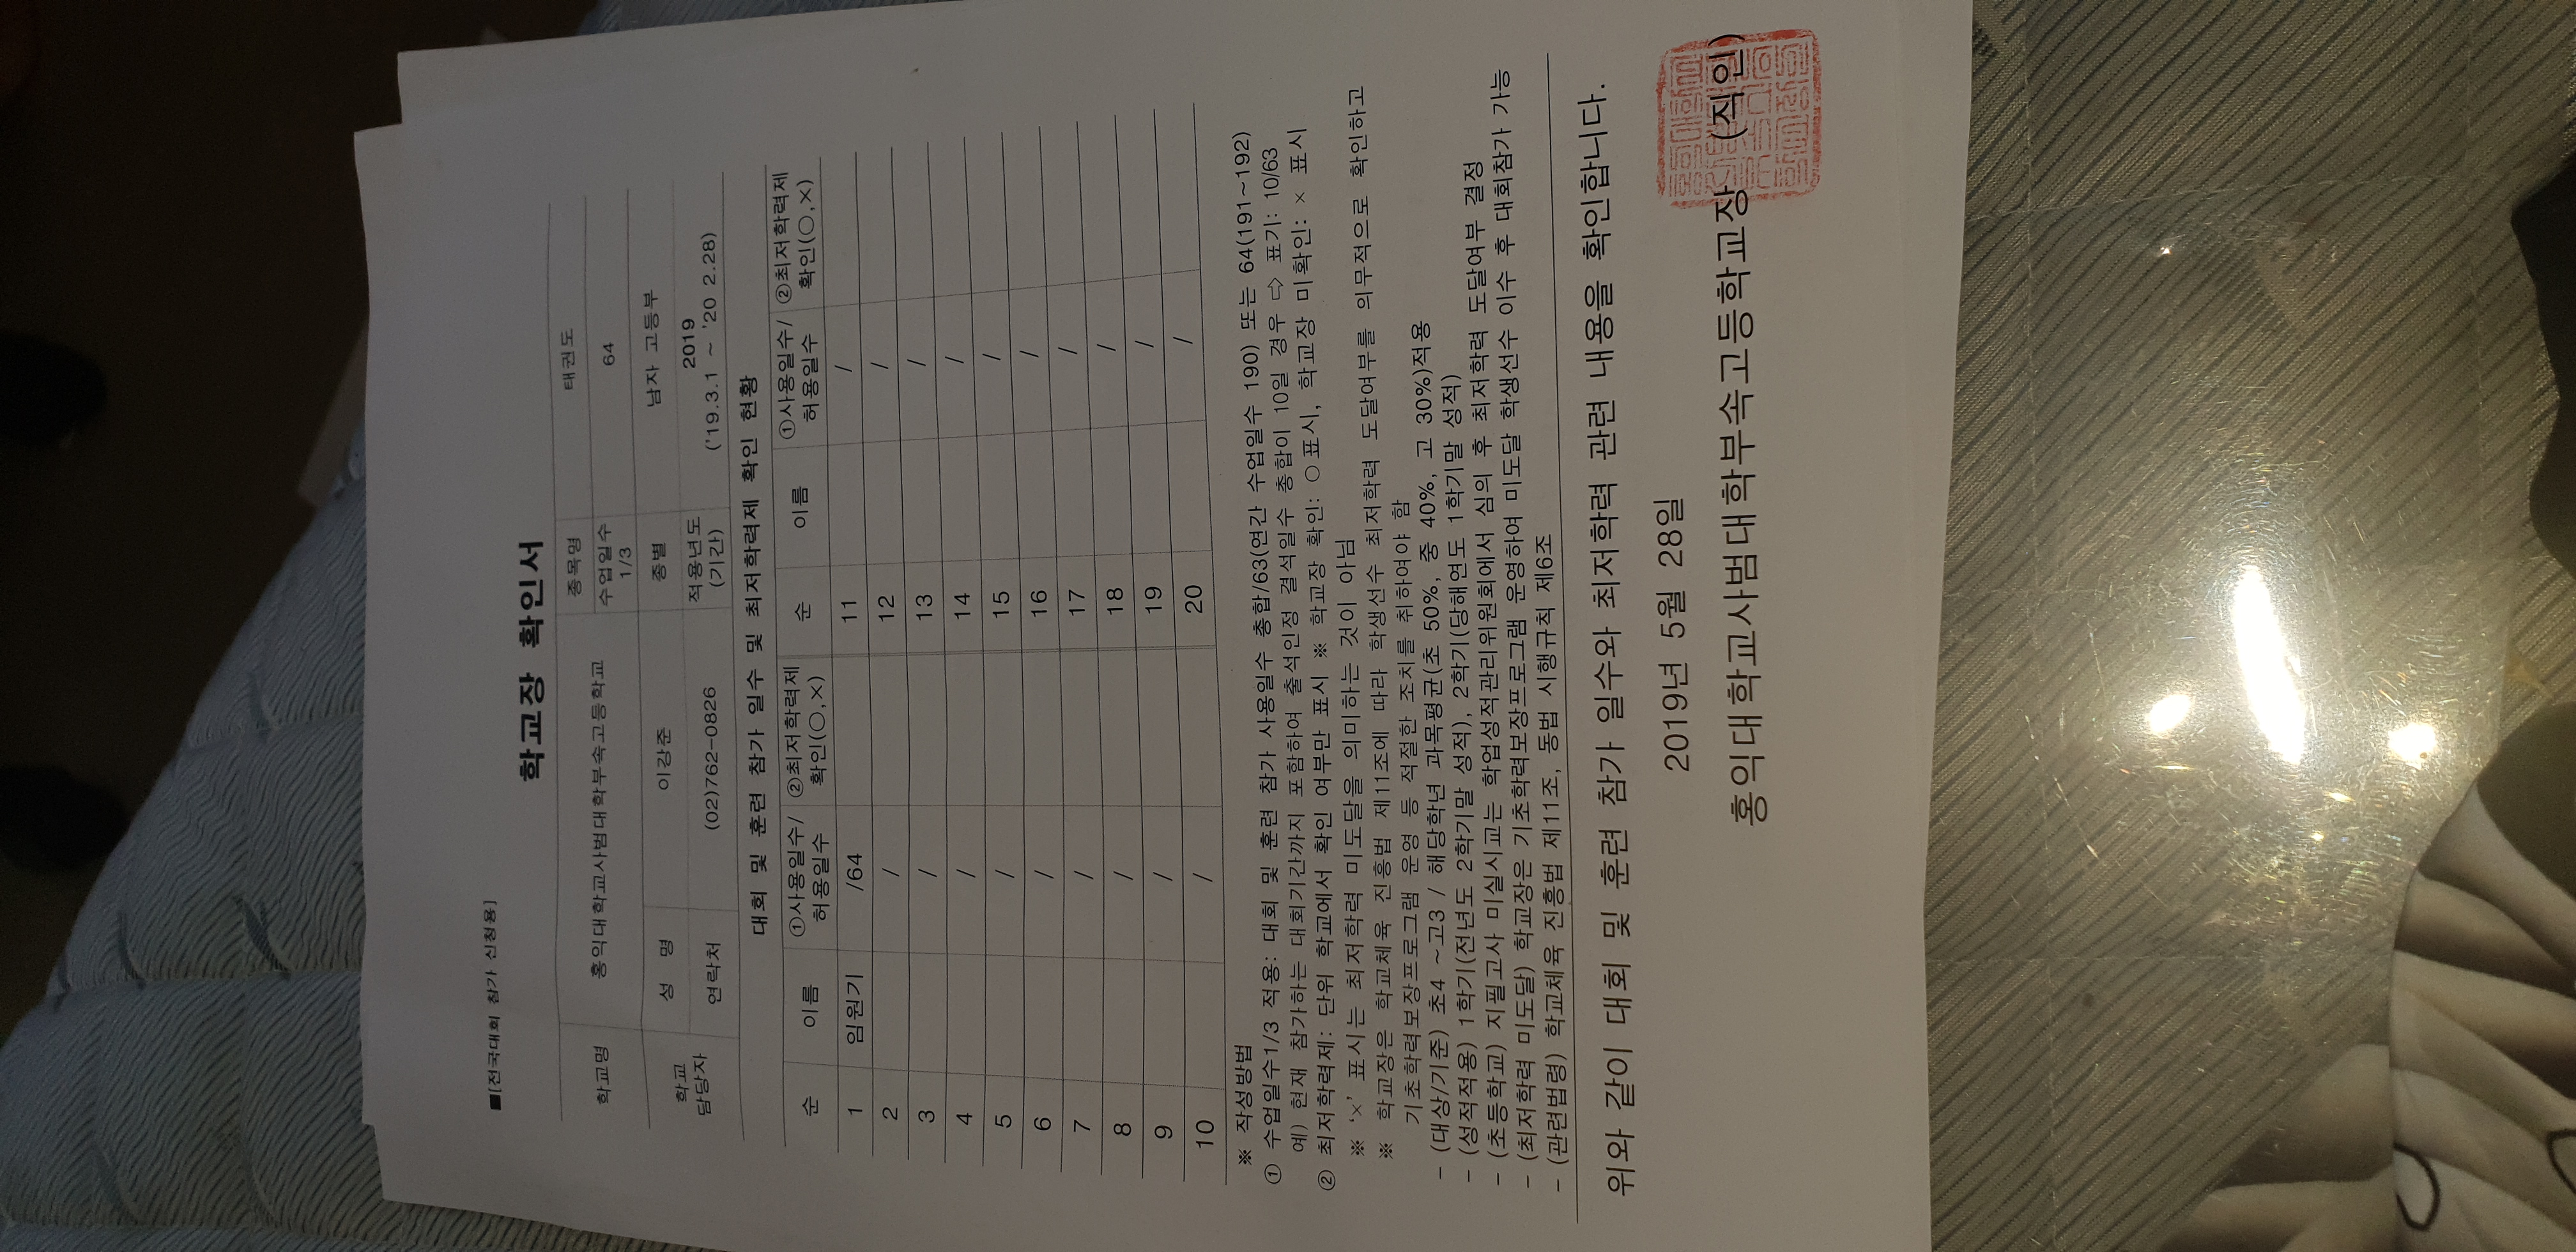 ■[전국대회 참가 신청용]
학교장 확인서
학교명 홍익대학교사범대학부속고등학교 종목명 태권도
수업일수 1/3 64
학교 담당자 성 명 이강준 종별 남자 고등부
연락처 (02)762-0826 적용년도 (기간) 2019 ('19.3.1 ~ '20 2.28)
대회 및 훈련 참가 일수 및 최저학력제 확인 현황
순 이름 ①사용일수/허용일수 ②최저학력제 확인(○,×) 순 이름 ①사용일수/허용일수 ②최저학력제 확인(○,×)
1 임원기 /64 11 /
2 / 12 /
3 / 13 /
4 / 14 /
5 / 15 /
6 / 16 /
7 / 17 /
8 / 18 /
9 / 19 /
10 / 20 /
※ 작성방법
① 수업일수1/3 적용: 대회 및 훈련 참가 사용일수 총합/63(연간 수업일수 190) 또는 64(191~192)
예) 현재 참가하는 대회기간까지 포함하여 출석인정 결석일수 총합이 10일 경우 ⇨ 표기: 10/63
② 최저학력제: 단위 학교에서 확인 여부만 표시 ※ 학교장 확인: ○ 표시, 학교장 미 확인: × 표시
※ '×' 표시는 최저학력 미도달을 의미하는 것이 아님
※ 학교장은 학교체육 진흥법 제11조에 따라 학생선수 최저학력 도달여부를 의무적으로 확인하고
기초학력보장프로그램 운영 등 적절한 조치를 취하여야 함
- (대상/기준) 초4 ~고3 / 해당학년 과목평균(초 50%, 중 40%, 고 30%)적용
- (성적적용) 1학기(전년도 2학기말 성적), 2학기(당해연도 1학기말 성적)
- (초등학교) 지필고사 미실시교는 학업성적관리위원회에서 심의 후 최저학력 도달여부 결정
- (최저학력 미도달) 학교장은 기초학력보장프로그램 운영하여 미도달 학생선수 이수 후 대회참가 가능
- (관련법령) 학교체육 진흥법 제11조, 동법 시행규칙 제6조
위와 같이 대회 및 훈련 참가 일수와 최저학력 관련 내용을 확인합니다.
2019년 5월 28일
홍익대학교사범대학부속고등학교장 (직인)